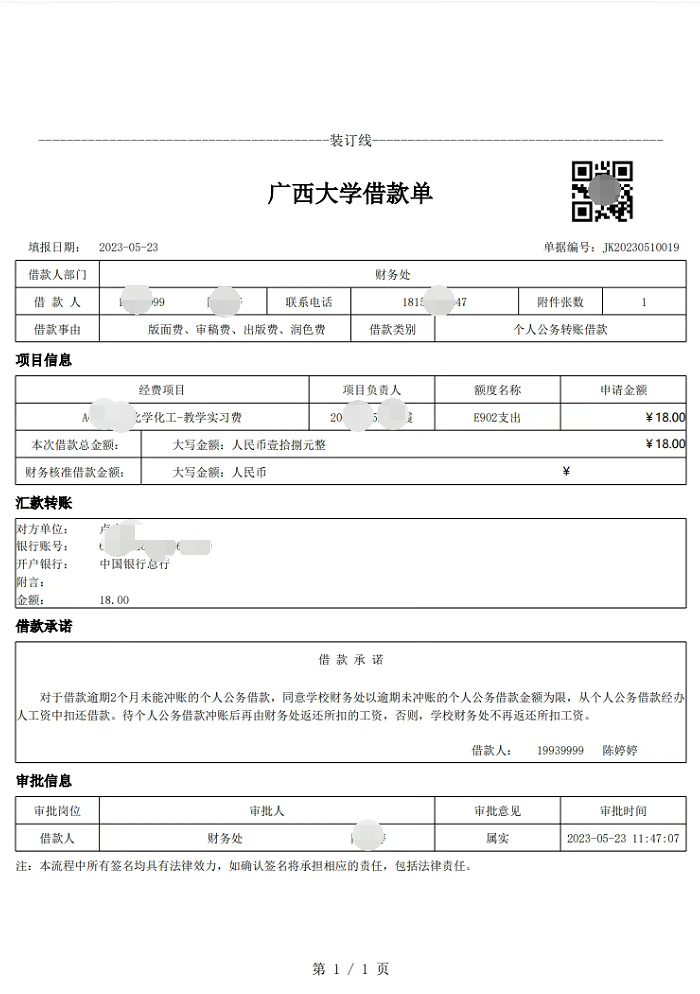 装订线
广西大学借款单
填报日期： 2023-05-23 单据编号：JK20230510019
借款人部门 财务处
借 款 人 99 联系电话 1815 47 附件张数 1
借款事由 版面费、审稿费、出版费、润色费 借款类别 个人公务转账借款
项目信息
经费项目 项目负责人 额度名称 申请金额
化学化工-教学实习费 20 5 E902支出 ￥18.00
本次借款总金额： 大写金额：人民币壹拾捌元整 ￥18.00
财务核准借款金额： 大写金额：人民币 ￥
汇款转账
对方单位：
银行账号： 6
开户银行： 中国银行总行
附言：
金额： 18.00
借款承诺
借 款 承 诺
对于借款逾期2个月未能冲账的个人公务借款，同意学校财务处以逾期未冲账的个人公务借款金额为限，从个人公务借款经办
人工资中扣还借款。待个人公务借款冲账后再由财务处返还所扣的工资，否则，学校财务处不再返还所扣工资。
借款人： 19939999 陈婷婷
审批信息
审批岗位 审批人 审批意见 审批时间
借款人 财务处 属实 2023-05-23 11:47:07
注：本流程中所有签名均具有法律效力，如确认签名将承担相应的责任，包括法律责任。
第 1 / 1 页